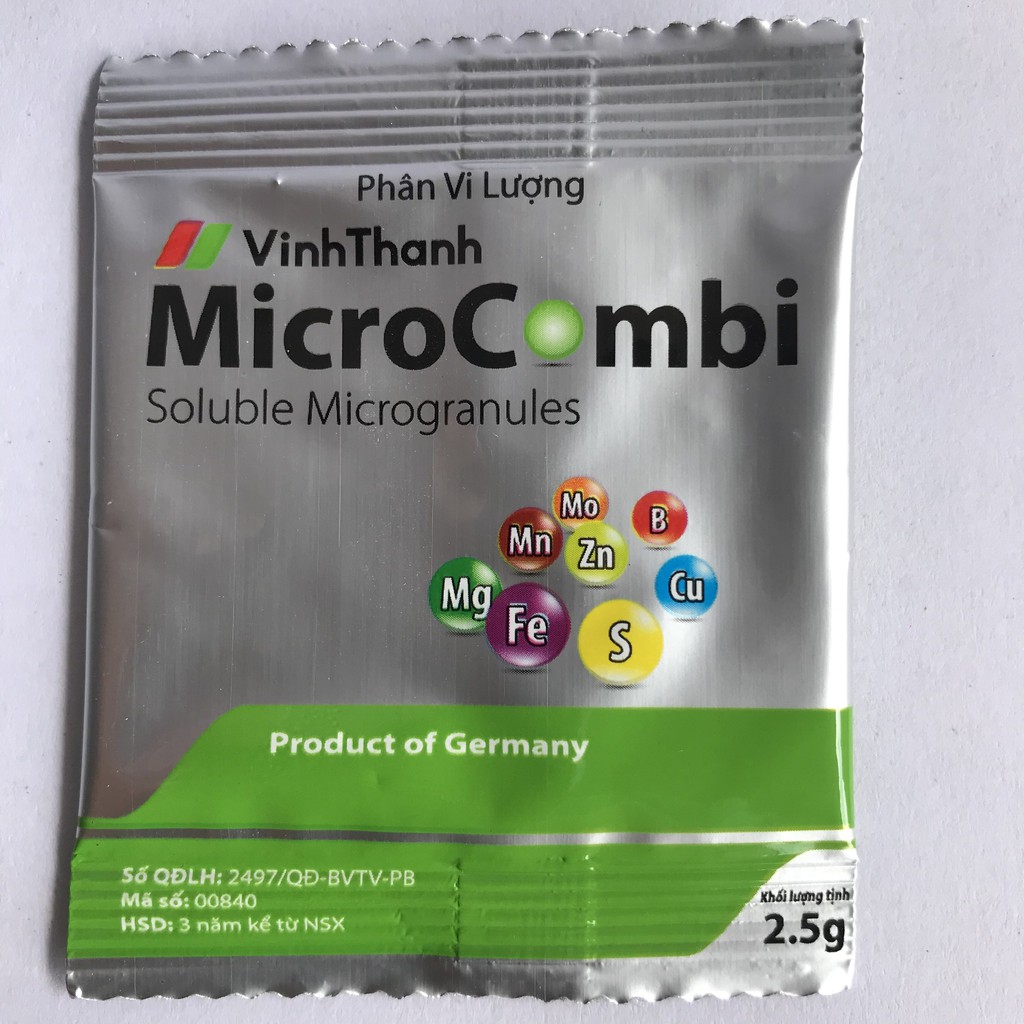 Phân Vi Lượng
VinhThanh
MicroCombi
Soluble Microgranules
Mo
B
Mn
Zn
Mg
Cu
Fe
S
Product of Germany
Số QĐLH: 2497/QĐ-BVTV-PB
Mã số: 00840
HSD: 3 năm kể từ NSX
Khối lượng tịnh
2.5g